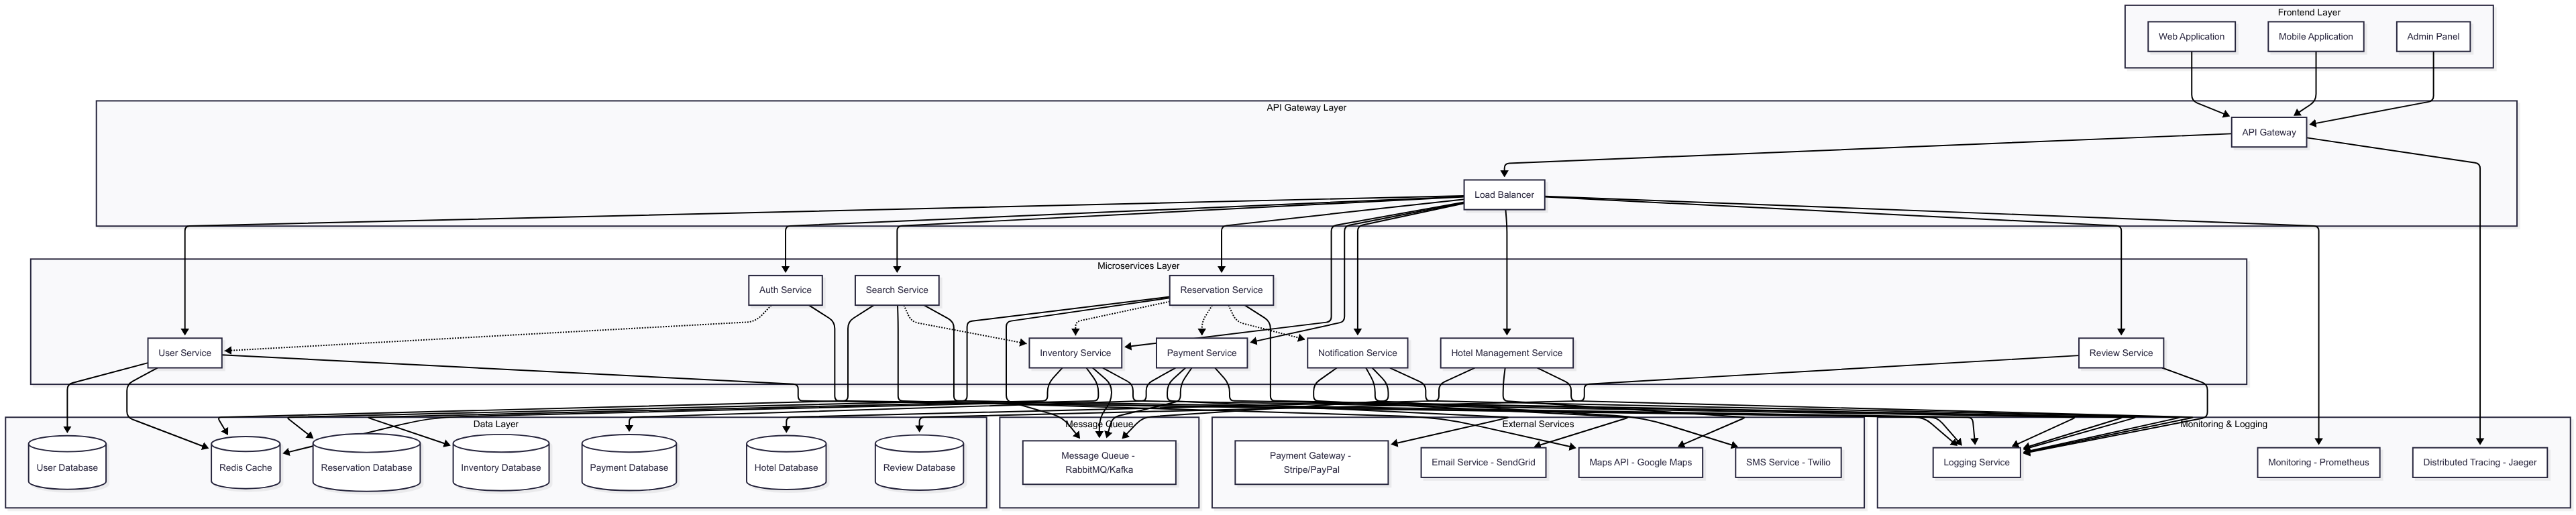 Frontend Layer
Web Application
Mobile Application
Admin Panel
API Gateway Layer
API Gateway
Load Balancer
Microservices Layer
Auth Service
Search Service
Reservation Service
User Service
Inventory Service
Payment Service
Notification Service
Hotel Management Service
Review Service
Data Layer
User Database
Redis Cache
Reservation Database
Inventory Database
Payment Database
Hotel Database
Review Database
Message Queue
Message Queue -
RabbitMQ/Kafka
External Services
Payment Gateway -
Stripe/PayPal
Email Service - SendGrid
Maps API - Google Maps
SMS Service - Twilio
Monitoring & Logging
Logging Service
Monitoring - Prometheus
Distributed Tracing - Jaeger